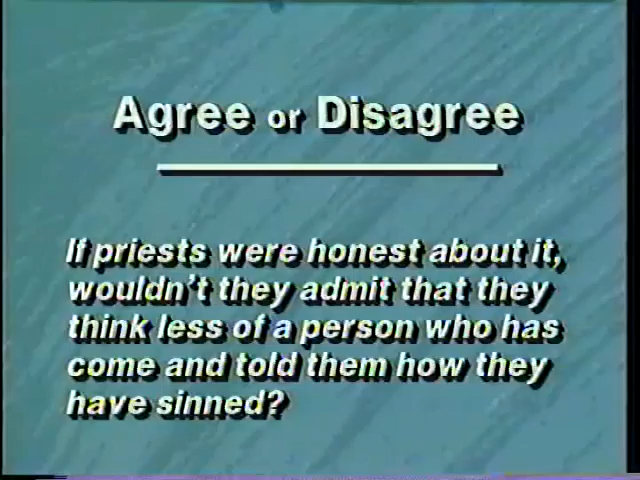 Agree or Disagree
If priests were honest about it,
wouldn't they admit that they
think less of a person who has
come and told them how they
have sinned?